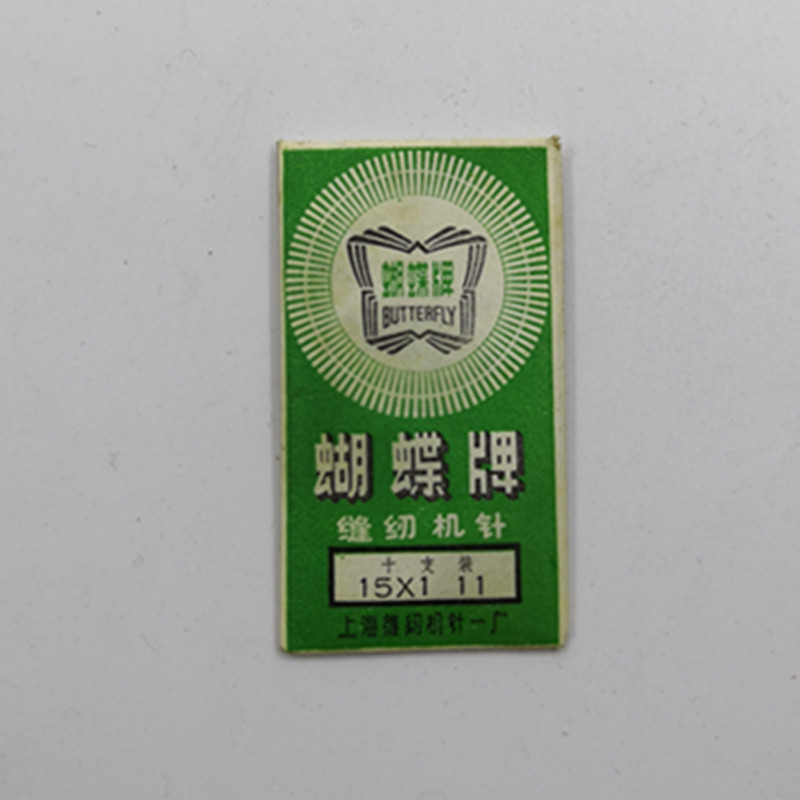 蝴蝶牌
BUTTERFLY
蝴蝶牌
缝纫机针
十支装
15X1 11
上海缝纫机针一厂